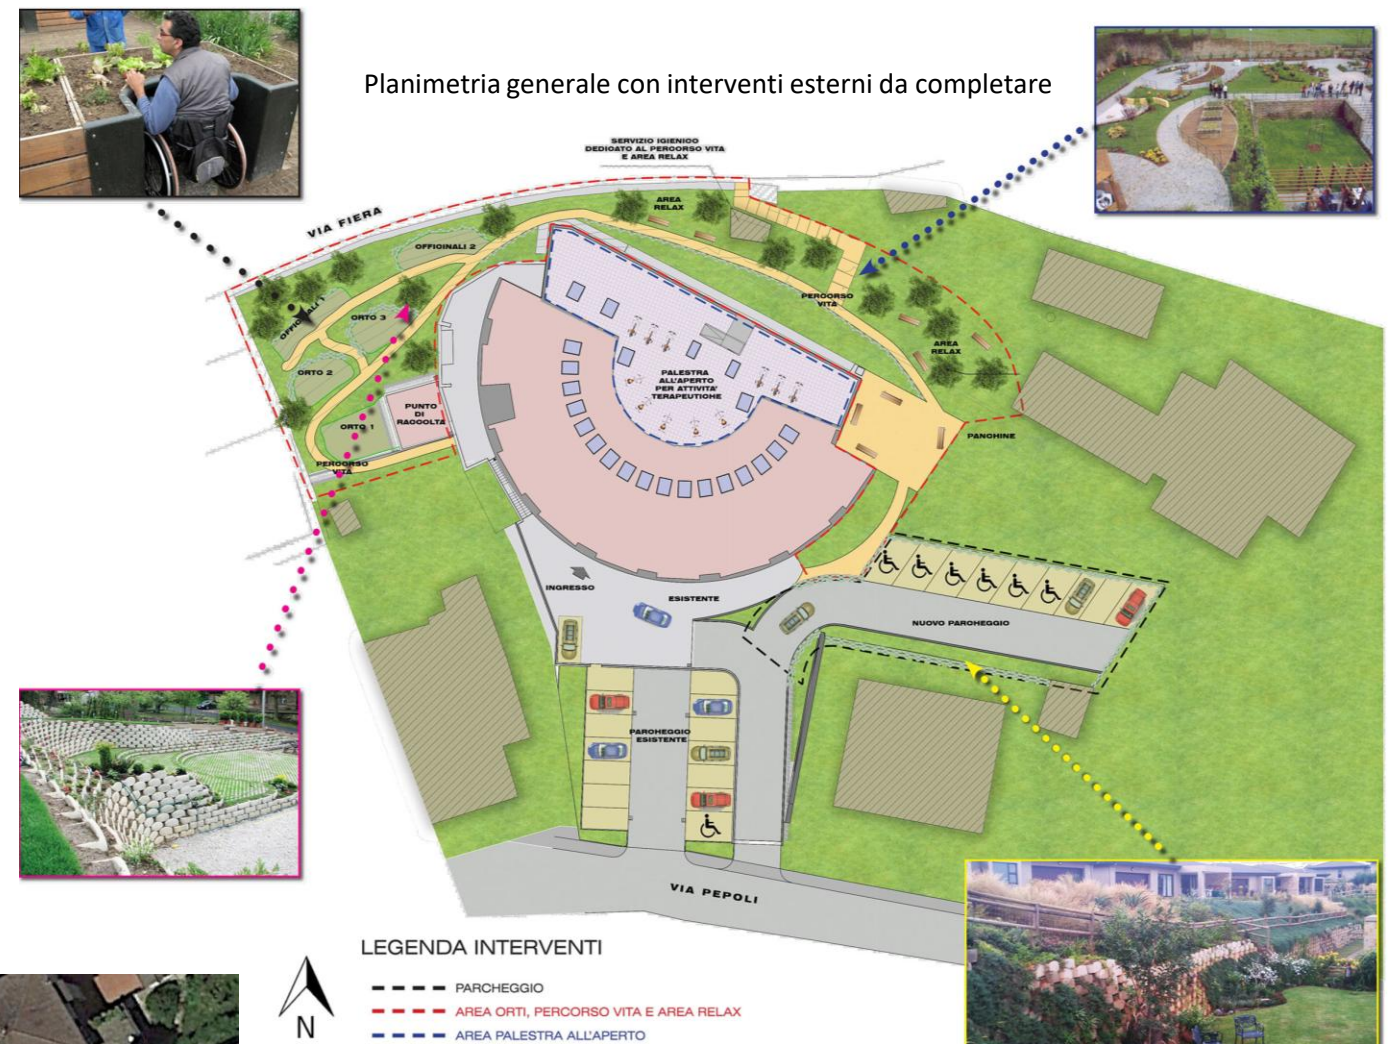 Planimetria generale con interventi esterni da completare
SERVIZIO IGIENICO
DEDICATO AL PERCORSO VITA
E AREA RELAX
VIA FIERA
AREA
RELAX
OFFICINALI 2
OFFICINALI 1
ORTO 3
PERCORSO
VITA
AREA
RELAX
ORTO 2
PALESTRA
ALL'APERTO
PER ATTIVITA'
TERAPEUTICHE
PUNTO
DI
RACCOLTA
ORTO 1
PANCHINE
PERCORSO
VITA
INGRESSO
ESISTENTE
NUOVO PARCHEGGIO
PARCHEGGIO
ESISTENTE
VIA PEPOLI
LEGENDA INTERVENTI
PARCHEGGIO
AREA ORTI, PERCORSO VITA E AREA RELAX
AREA PALESTRA ALL'APERTO
N